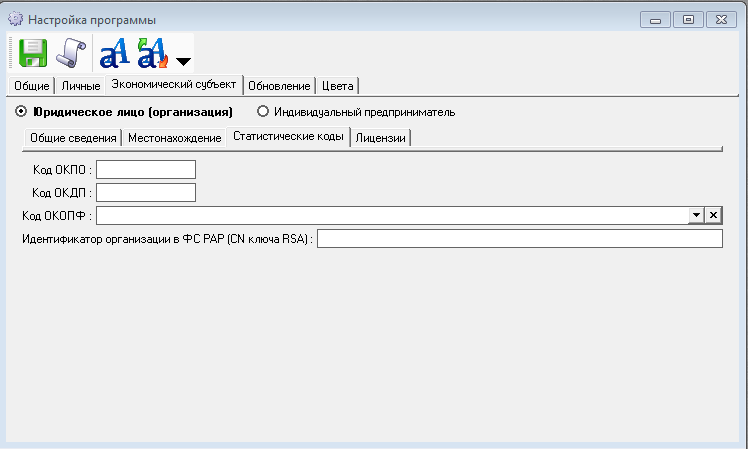 Настройка программы
Общие Личные Экономический субъект Обновление Цвета
Юридическое лицо (организация) Индивидуальный предприниматель
Общие сведения Местонахождение Статистические коды Лицензии
Код ОКПО :
Код ОКДП :
Код ОКОПФ :
Идентификатор организации в ФС РАР (CN ключа RSA) :